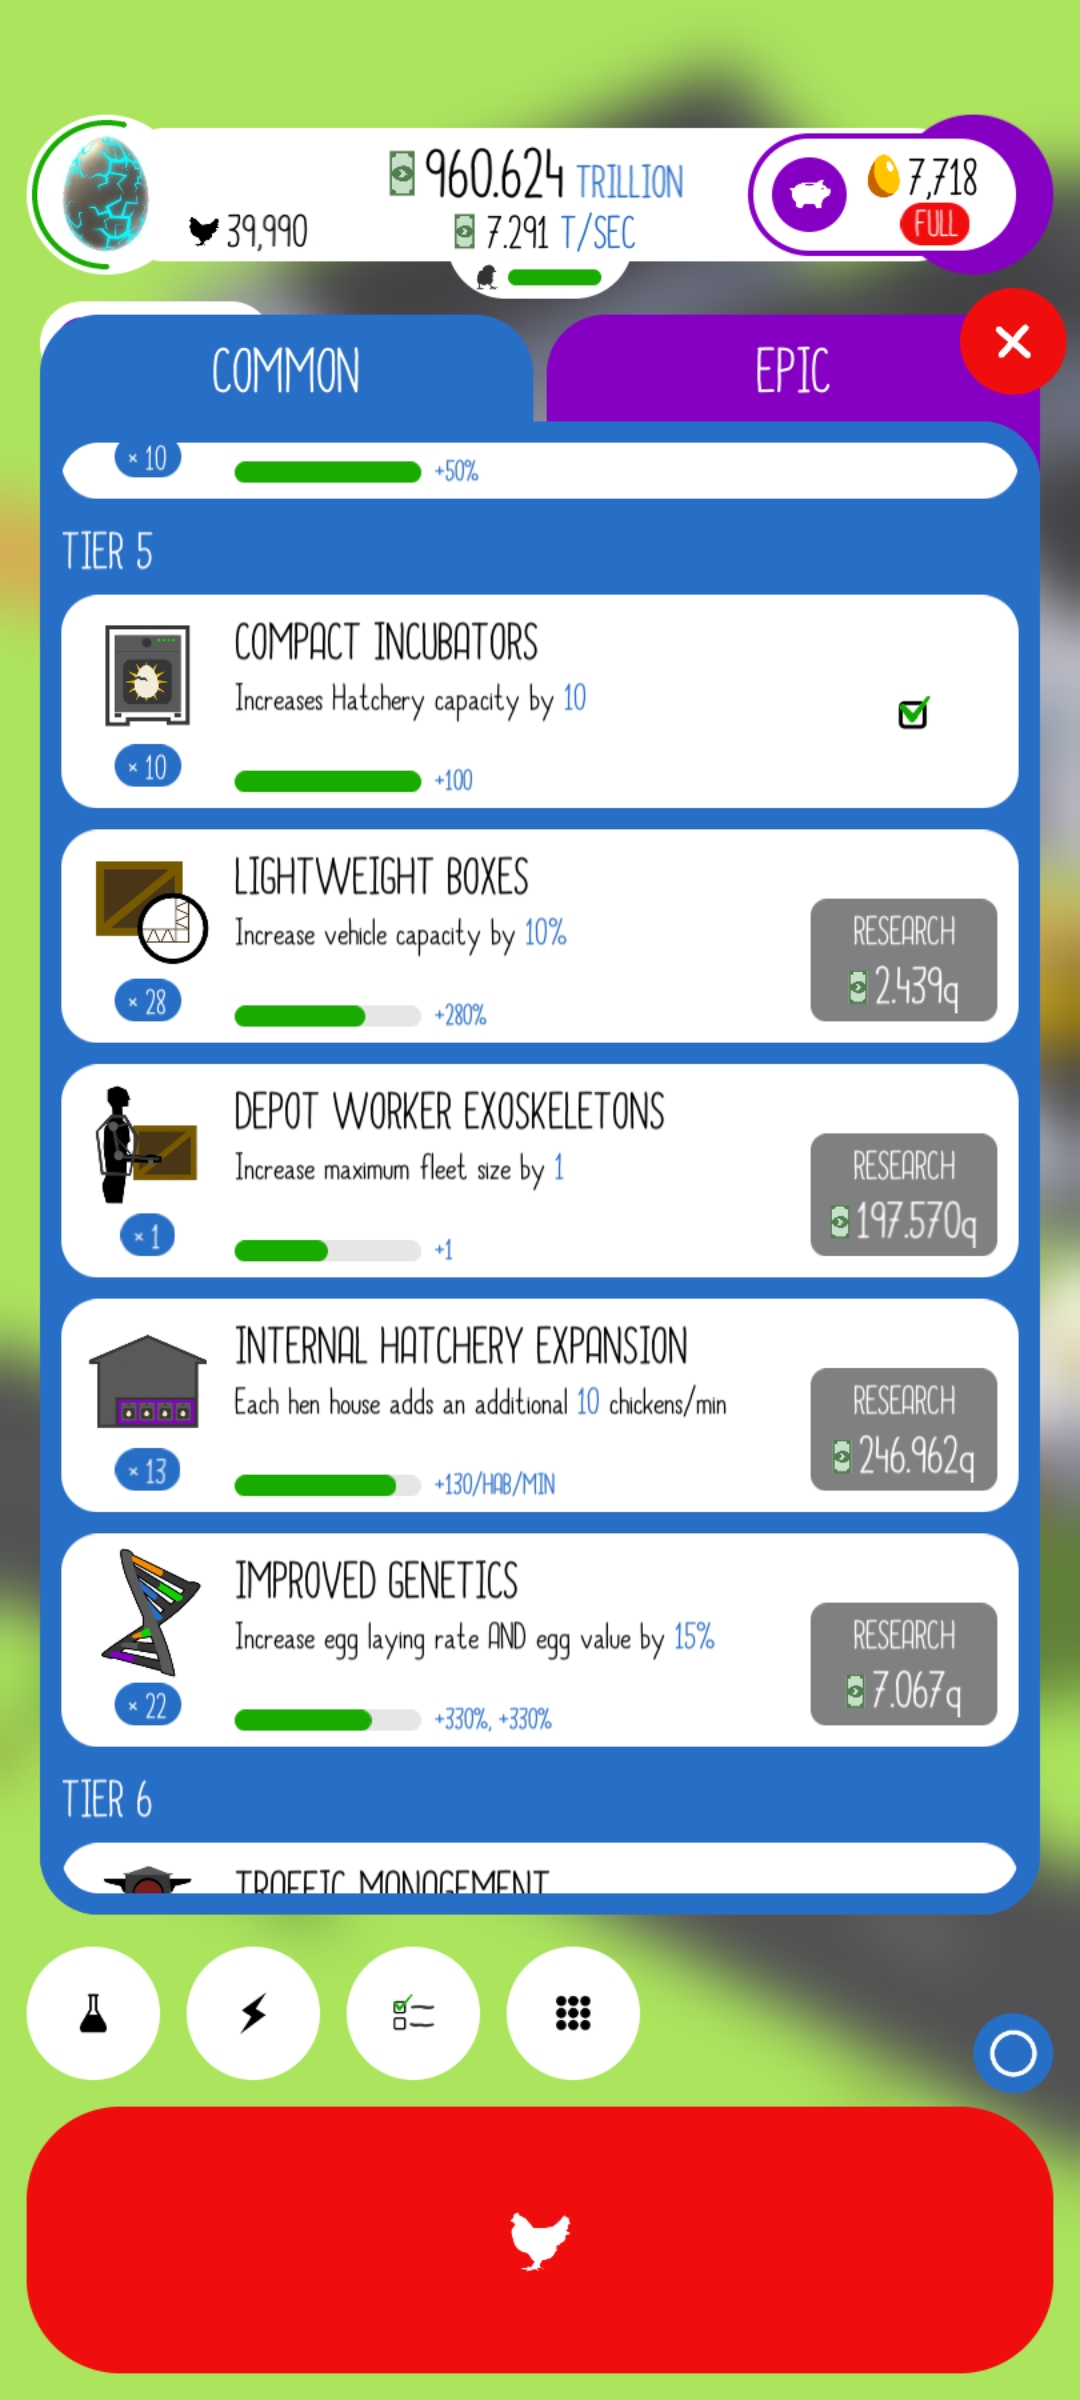 960.624 TRILLION
39,990
7.291 T/SEC
7,718
FULL
COMMON
EPIC
× 10
+50%
TIER 5
COMPACT INCUBATORS
Increases Hatchery capacity by 10
× 10
+100
LIGHTWEIGHT BOXES
Increase vehicle capacity by 10%
RESEARCH
2.439q
× 28
+280%
DEPOT WORKER EXOSKELETONS
Increase maximum fleet size by 1
RESEARCH
197.570q
× 1
+1
INTERNAL HATCHERY EXPANSION
Each hen house adds an additional 10 chickens/min
RESEARCH
246.962q
× 13
+130/HAB/MIN
IMPROVED GENETICS
Increase egg laying rate AND egg value by 15%
RESEARCH
7.067q
× 22
+330%, +330%
TIER 6
TRAFFIC MANAGEMENT